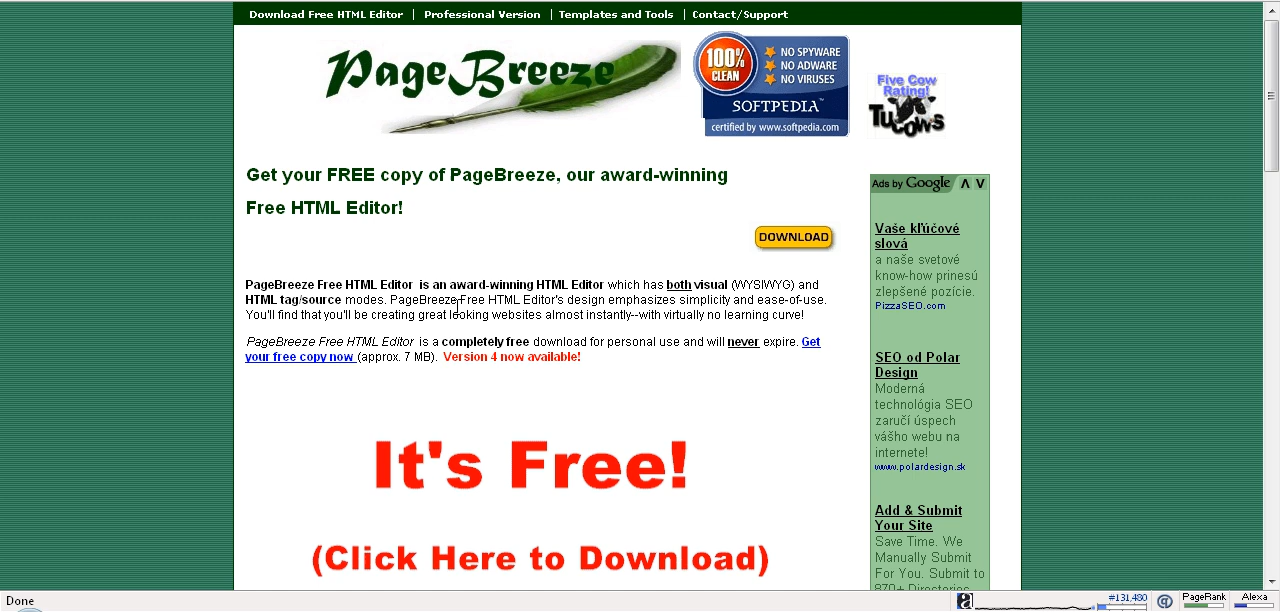 Download Free HTML Editor | Professional Version | Templates and Tools | Contact/Support
PageBreeze
100%
CLEAN
NO SPYWARE
NO ADWARE
NO VIRUSES
SOFTPEDIA™
certified by www.softpedia.com
Five Cow
Rating!
TUCOWS
Get your FREE copy of PageBreeze, our award-winning
Free HTML Editor!
DOWNLOAD
PageBreeze Free HTML Editor is an award-winning HTML Editor which has both visual (WYSIWYG) and
HTML tag/source modes. PageBreeze Free HTML Editor's design emphasizes simplicity and ease-of-use.
You'll find that you'll be creating great looking websites almost instantly--with virtually no learning curve!
PageBreeze Free HTML Editor is a completely free download for personal use and will never expire. Get
your free copy now (approx. 7 MB). Version 4 now available!
It's Free!
(Click Here to Download)
Ads by Google
Vaše kľúčové
slová
a naše svetové
know-how prinesú
zlepšené pozície.
PizzaSEO.com
SEO od Polar
Design
Moderná
technológia SEO
zaručí úspech
vášho webu na
internete!
www.polardesign.sk
Add & Submit
Your Site
Save Time. We
Manually Submit
For You. Submit to
870+ Directories
Done
a
#131,480
@
PageRank
Alexa